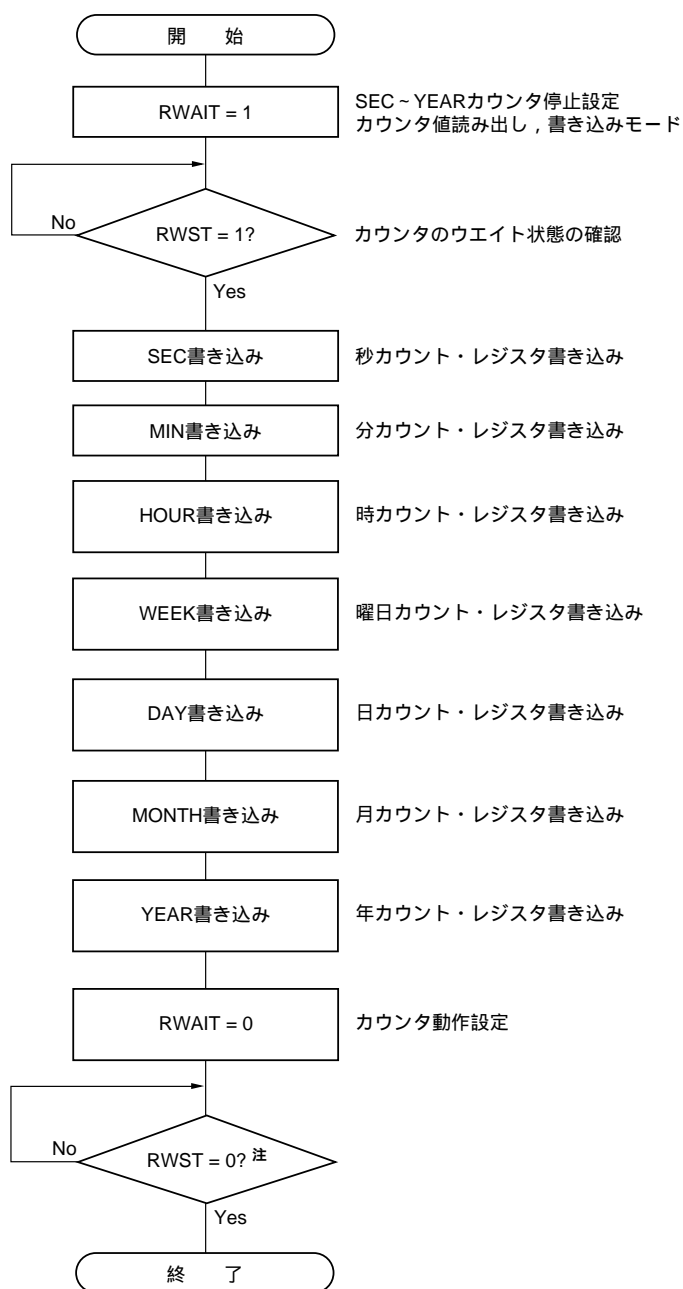 開　始
RWAIT = 1
SEC～YEARカウンタ停止設定
カウンタ値読み出し，書き込みモード
No
RWST = 1?
カウンタのウエイト状態の確認
Yes
SEC書き込み
秒カウント・レジスタ書き込み
MIN書き込み
分カウント・レジスタ書き込み
HOUR書き込み
時カウント・レジスタ書き込み
WEEK書き込み
曜日カウント・レジスタ書き込み
DAY書き込み
日カウント・レジスタ書き込み
MONTH書き込み
月カウント・レジスタ書き込み
YEAR書き込み
年カウント・レジスタ書き込み
RWAIT = 0
カウンタ動作設定
No
RWST = 0? 注
Yes
終　了